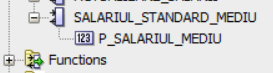 SALARIUL_STANDARD_MEDIU
123 P_SALARIUL_MEDIU
Functions